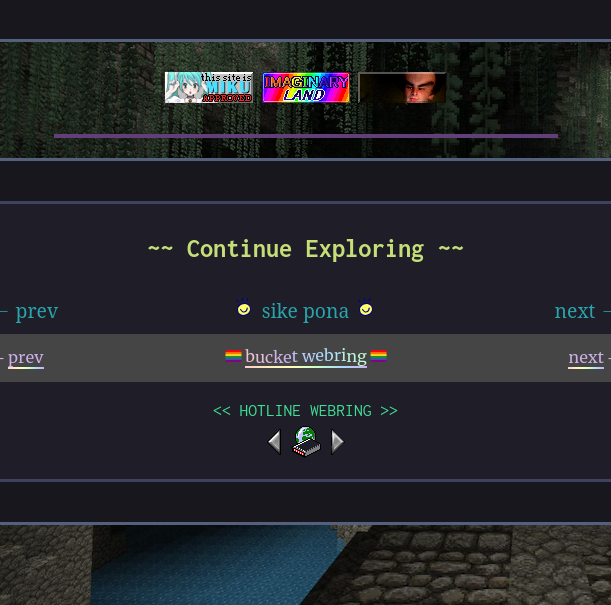 this site is
MIKU
APPROVED
IMAGINARY
LAND
~~ Continue Exploring ~~
— prev sike pona next —
- prev bucket webring next -
<< HOTLINE WEBRING >>